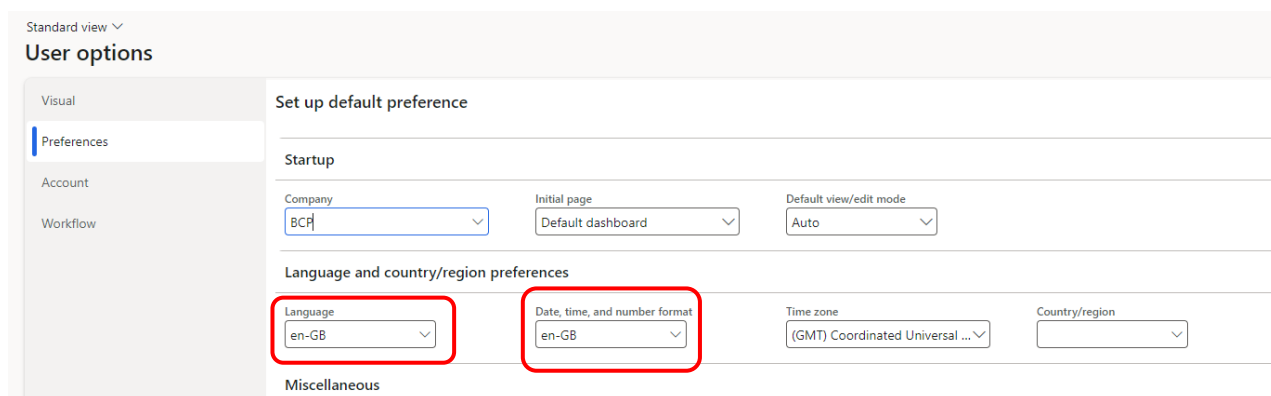 Standard view
User options
Visual
Preferences
Account
Workflow
Set up default preference
Startup
Company Initial page Default view/edit mode
BCP Default dashboard Auto
Language and country/region preferences
Language Date, time, and number format Time zone Country/region
en-GB en-GB (GMT) Coordinated Universal ...
Miscellaneous